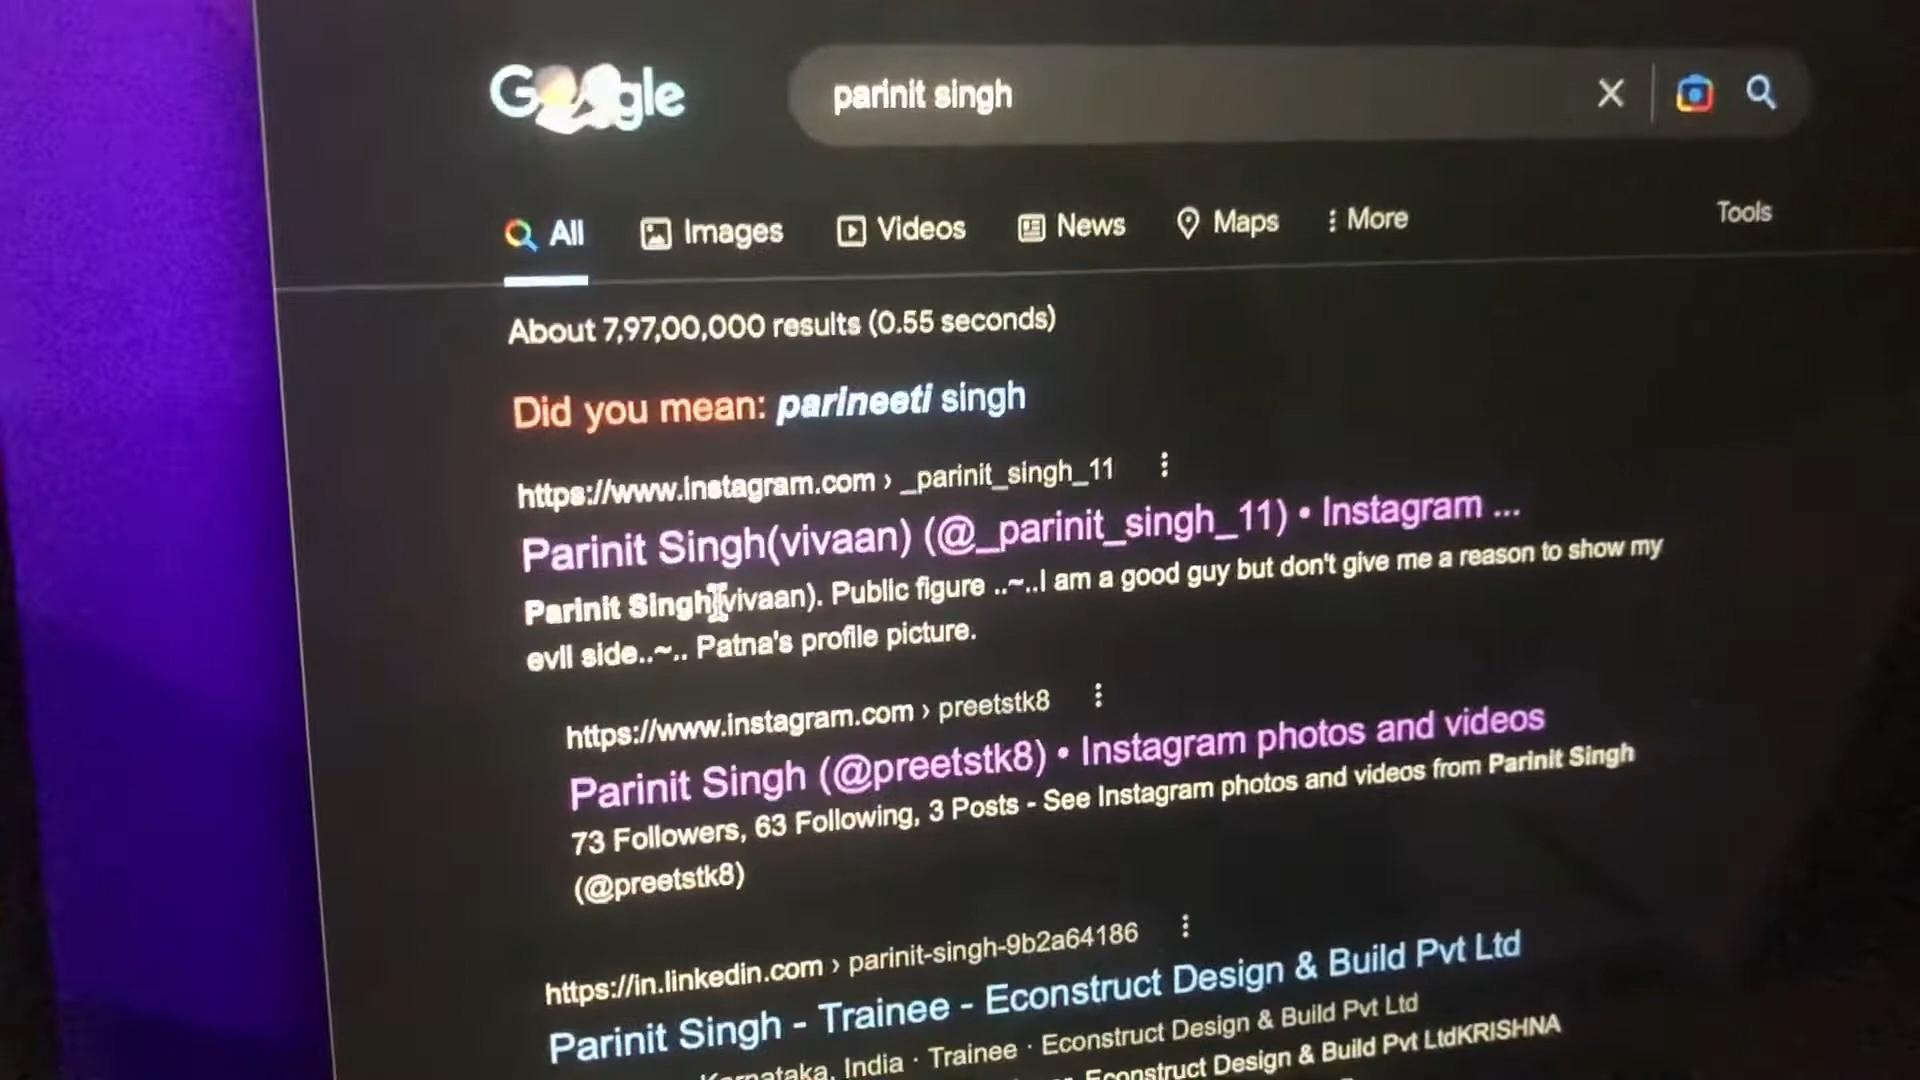 Google
parinit singh
All Images Videos News Maps More Tools
About 7,97,00,000 results (0.55 seconds)
Did you mean: parineeti singh
https://www.instagram.com › _parinit_singh_11
Parinit Singh(vivaan) (@_parinit_singh_11) • Instagram ...
Parinit Singh(vivaan). Public figure ..~..I am a good guy but don't give me a reason to show my
evil side..~.. Patna's profile picture.
https://www.instagram.com › preetstk8
Parinit Singh (@preetstk8) • Instagram photos and videos
73 Followers, 63 Following, 3 Posts - See Instagram photos and videos from Parinit Singh
(@preetstk8)
https://in.linkedin.com › parinit-singh-9b2a64186
Parinit Singh - Trainee - Econstruct Design & Build Pvt Ltd
Karnataka, India · Trainee · Econstruct Design & Build Pvt Ltd
Econstruct Design & Build Pvt LtdKRISHNA